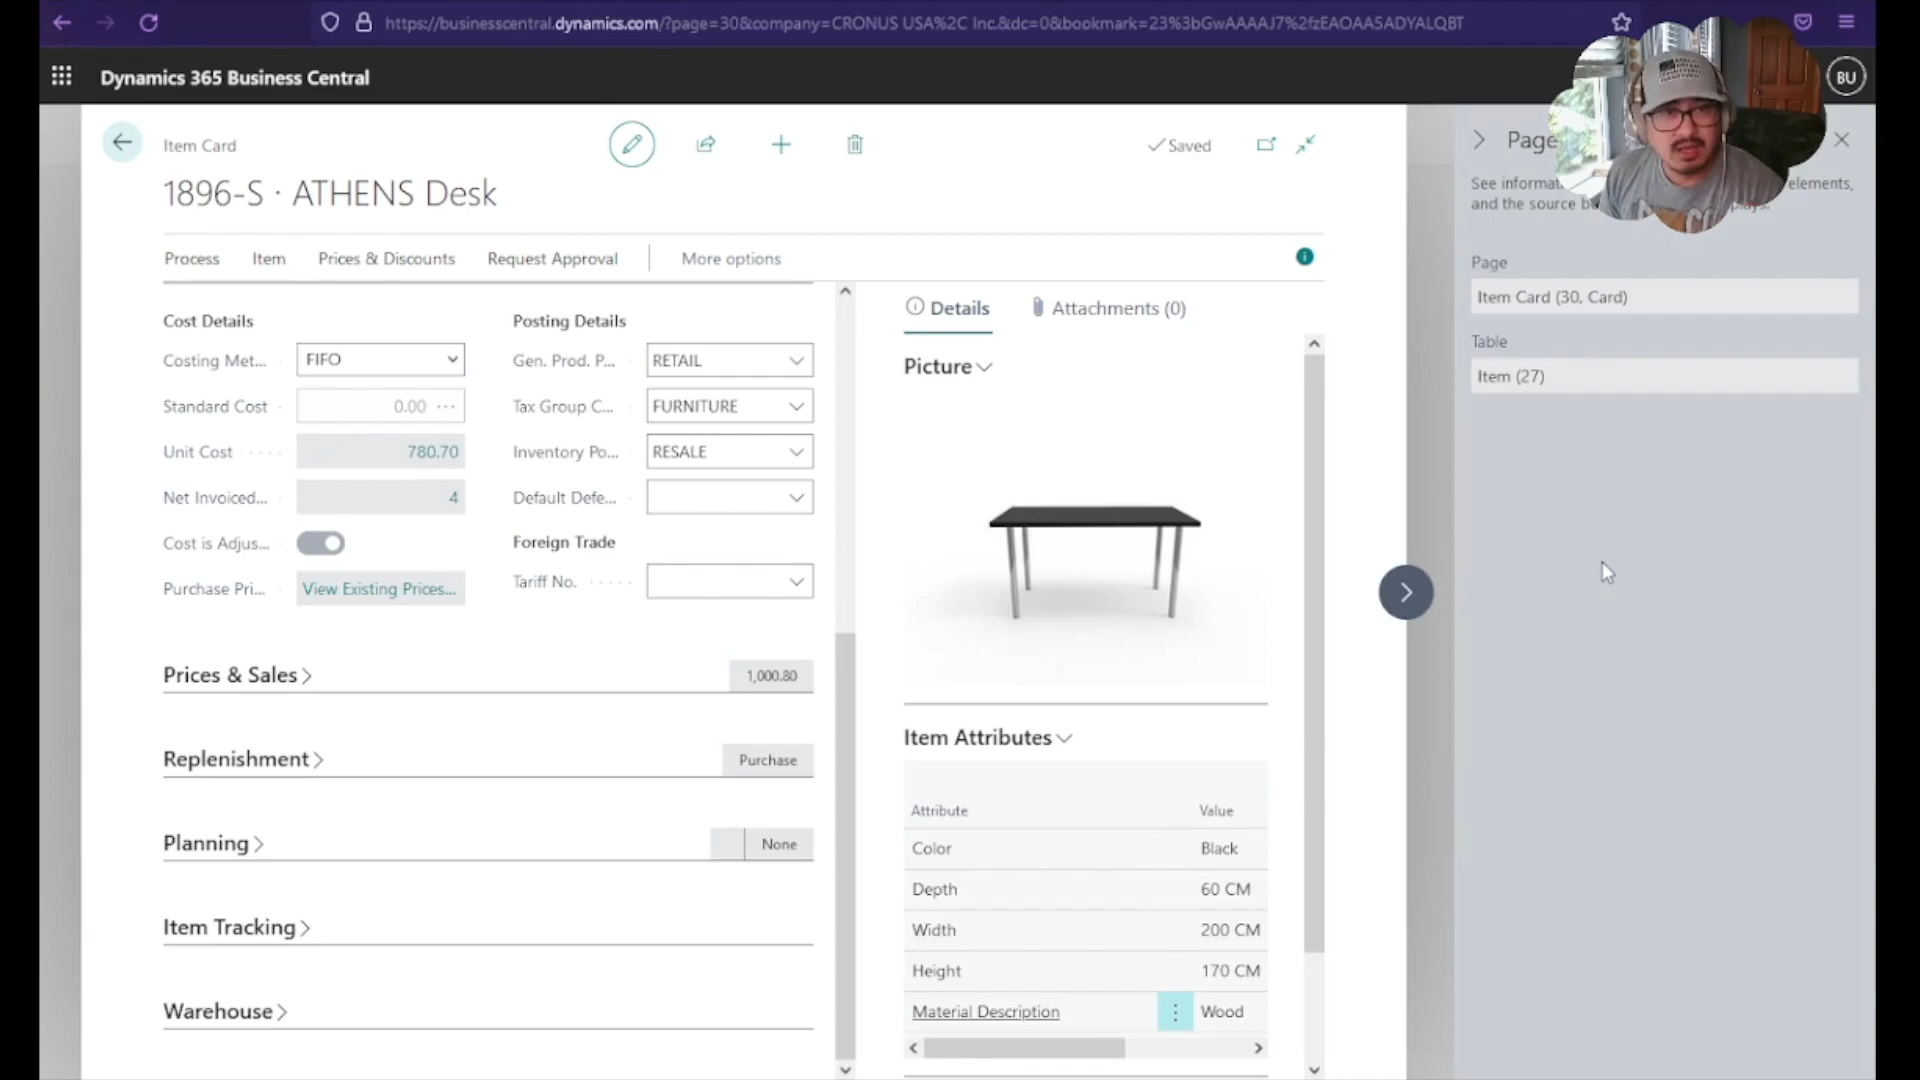 https://businesscentral.dynamics.com/?page=30&company=CRONUS USA%2C Inc.&dc=0&bookmark=23%3bGwAAAAJ7%2fzEAOAA5ADYALQBT
Dynamics 365 Business Central
BU
Item Card
Saved
1896-S · ATHENS Desk
Process
Item
Prices & Discounts
Request Approval
More options
Cost Details
Costing Met...
FIFO
Standard Cost
0.00 ...
Unit Cost
780.70
Net Invoiced...
4
Cost is Adjus...
Purchase Pri...
View Existing Prices...
Posting Details
Gen. Prod. P...
RETAIL
Tax Group C...
FURNITURE
Inventory Po...
RESALE
Default Defe...
Foreign Trade
Tariff No.
Prices & Sales
1,000.80
Replenishment
Purchase
Planning
None
Item Tracking
Warehouse
Details
Attachments (0)
Picture
Item Attributes
Attribute Value
Color Black
Depth 60 CM
Width 200 CM
Height 170 CM
Material Description Wood
Page
See elements,
and the source
Page
Item Card (30, Card)
Table
Item (27)